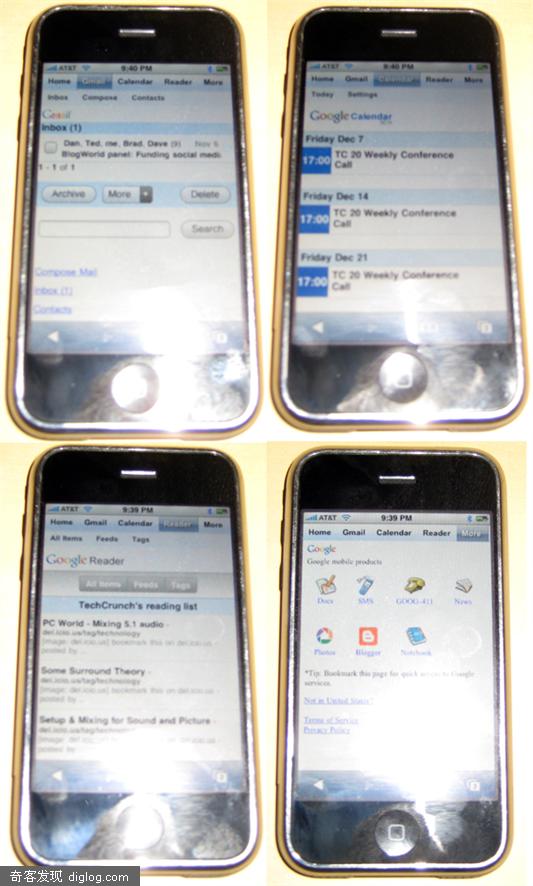 AT&T 9:40 PM
Home Gmail Calendar Reader More
Inbox Compose Contacts
Gmail
Inbox (1)
Dan, Ted, me, Brad, Dave (9) Nov 6
BlogWorld panel: Funding social medi
1 - 1 of 1
Archive More Delete
Search
Compose Mail
Inbox (1)
Contacts
AT&T 9:40 PM
Home Gmail Calendar Reader More
Today Settings
Google Calendar
BETA
Friday Dec 7
17:00 TC 20 Weekly Conference
Call
Friday Dec 14
17:00 TC 20 Weekly Conference
Call
Friday Dec 21
17:00 TC 20 Weekly Conference
Call
AT&T 9:39 PM
Home Gmail Calendar Reader More
All Items Feeds Tags
Google Reader
All Items Feeds Tags
TechCrunch's reading list
PC World - Mixing 5.1 audio -
del.icio.us/tag/technology
[image: del.icio.us] bookmark this on del.icio.us -
posted by ...
Some Surround Theory -
del.icio.us/tag/technology
[image: del.icio.us] bookmark this on del.icio.us -
posted by ...
Setup & Mixing for Sound and Picture -
del.icio.us/tag/technology
[image: del.icio.us] bookmark this on del.icio.us -
posted by ...
AT&T 9:39 PM
Home Gmail Calendar Reader More
Google
Google mobile products
Docs SMS GOOG-411 News
Photos Blogger Notebook
*Tip: Bookmark this page for quick access to Google
services.
Not in United States?
Terms of Service
Privacy Policy
奇客发现 diglog.com